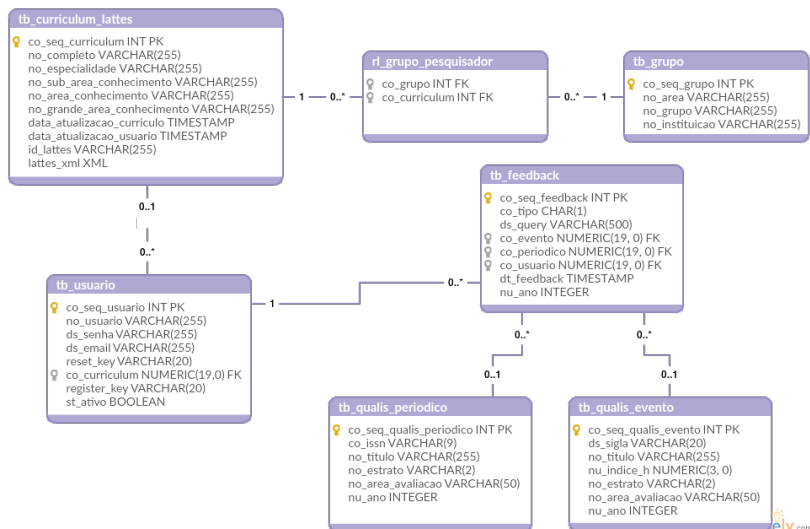 tb_curriculum_lattes
co_seq_curriculum INT PK
no_completo VARCHAR(255)
no_especialidade VARCHAR(255)
no_sub_area_conhecimento VARCHAR(255)
no_area_conhecimento VARCHAR(255)
no_grande_area_conhecimento VARCHAR(255)
data_atualizacao_curriculo TIMESTAMP
data_atualizacao_usuario TIMESTAMP
id_lattes VARCHAR(255)
lattes_xml XML
1
0..*
rl_grupo_pesquisador
co_grupo INT FK
co_curriculum INT FK
0..*
1
tb_grupo
co_seq_grupo INT PK
no_area VARCHAR(255)
no_grupo VARCHAR(255)
no_instituicao VARCHAR(255)
0..1
0..*
tb_feedback
co_seq_feedback INT PK
co_tipo CHAR(1)
ds_query VARCHAR(500)
co_evento NUMERIC(19, 0) FK
co_periodico NUMERIC(19, 0) FK
co_usuario NUMERIC(19, 0) FK
dt_feedback TIMESTAMP
nu_ano INTEGER
tb_usuario
co_seq_usuario INT PK
no_usuario VARCHAR(255)
ds_senha VARCHAR(255)
ds_email VARCHAR(255)
reset_key VARCHAR(20)
co_curriculum NUMERIC(19,0) FK
register_key VARCHAR(20)
st_ativo BOOLEAN
1
0..*
0..*
0..*
0..1
0..1
tb_qualis_periodico
co_seq_qualis_periodico INT PK
co_issn VARCHAR(9)
no_titulo VARCHAR(255)
no_estrato VARCHAR(2)
no_area_avaliacao VARCHAR(50)
nu_ano INTEGER
tb_qualis_evento
co_seq_qualis_evento INT PK
ds_sigla VARCHAR(20)
no_titulo VARCHAR(255)
nu_indice_h NUMERIC(3, 0)
no_estrato VARCHAR(2)
no_area_avaliacao VARCHAR(50)
nu_ano INTEGER